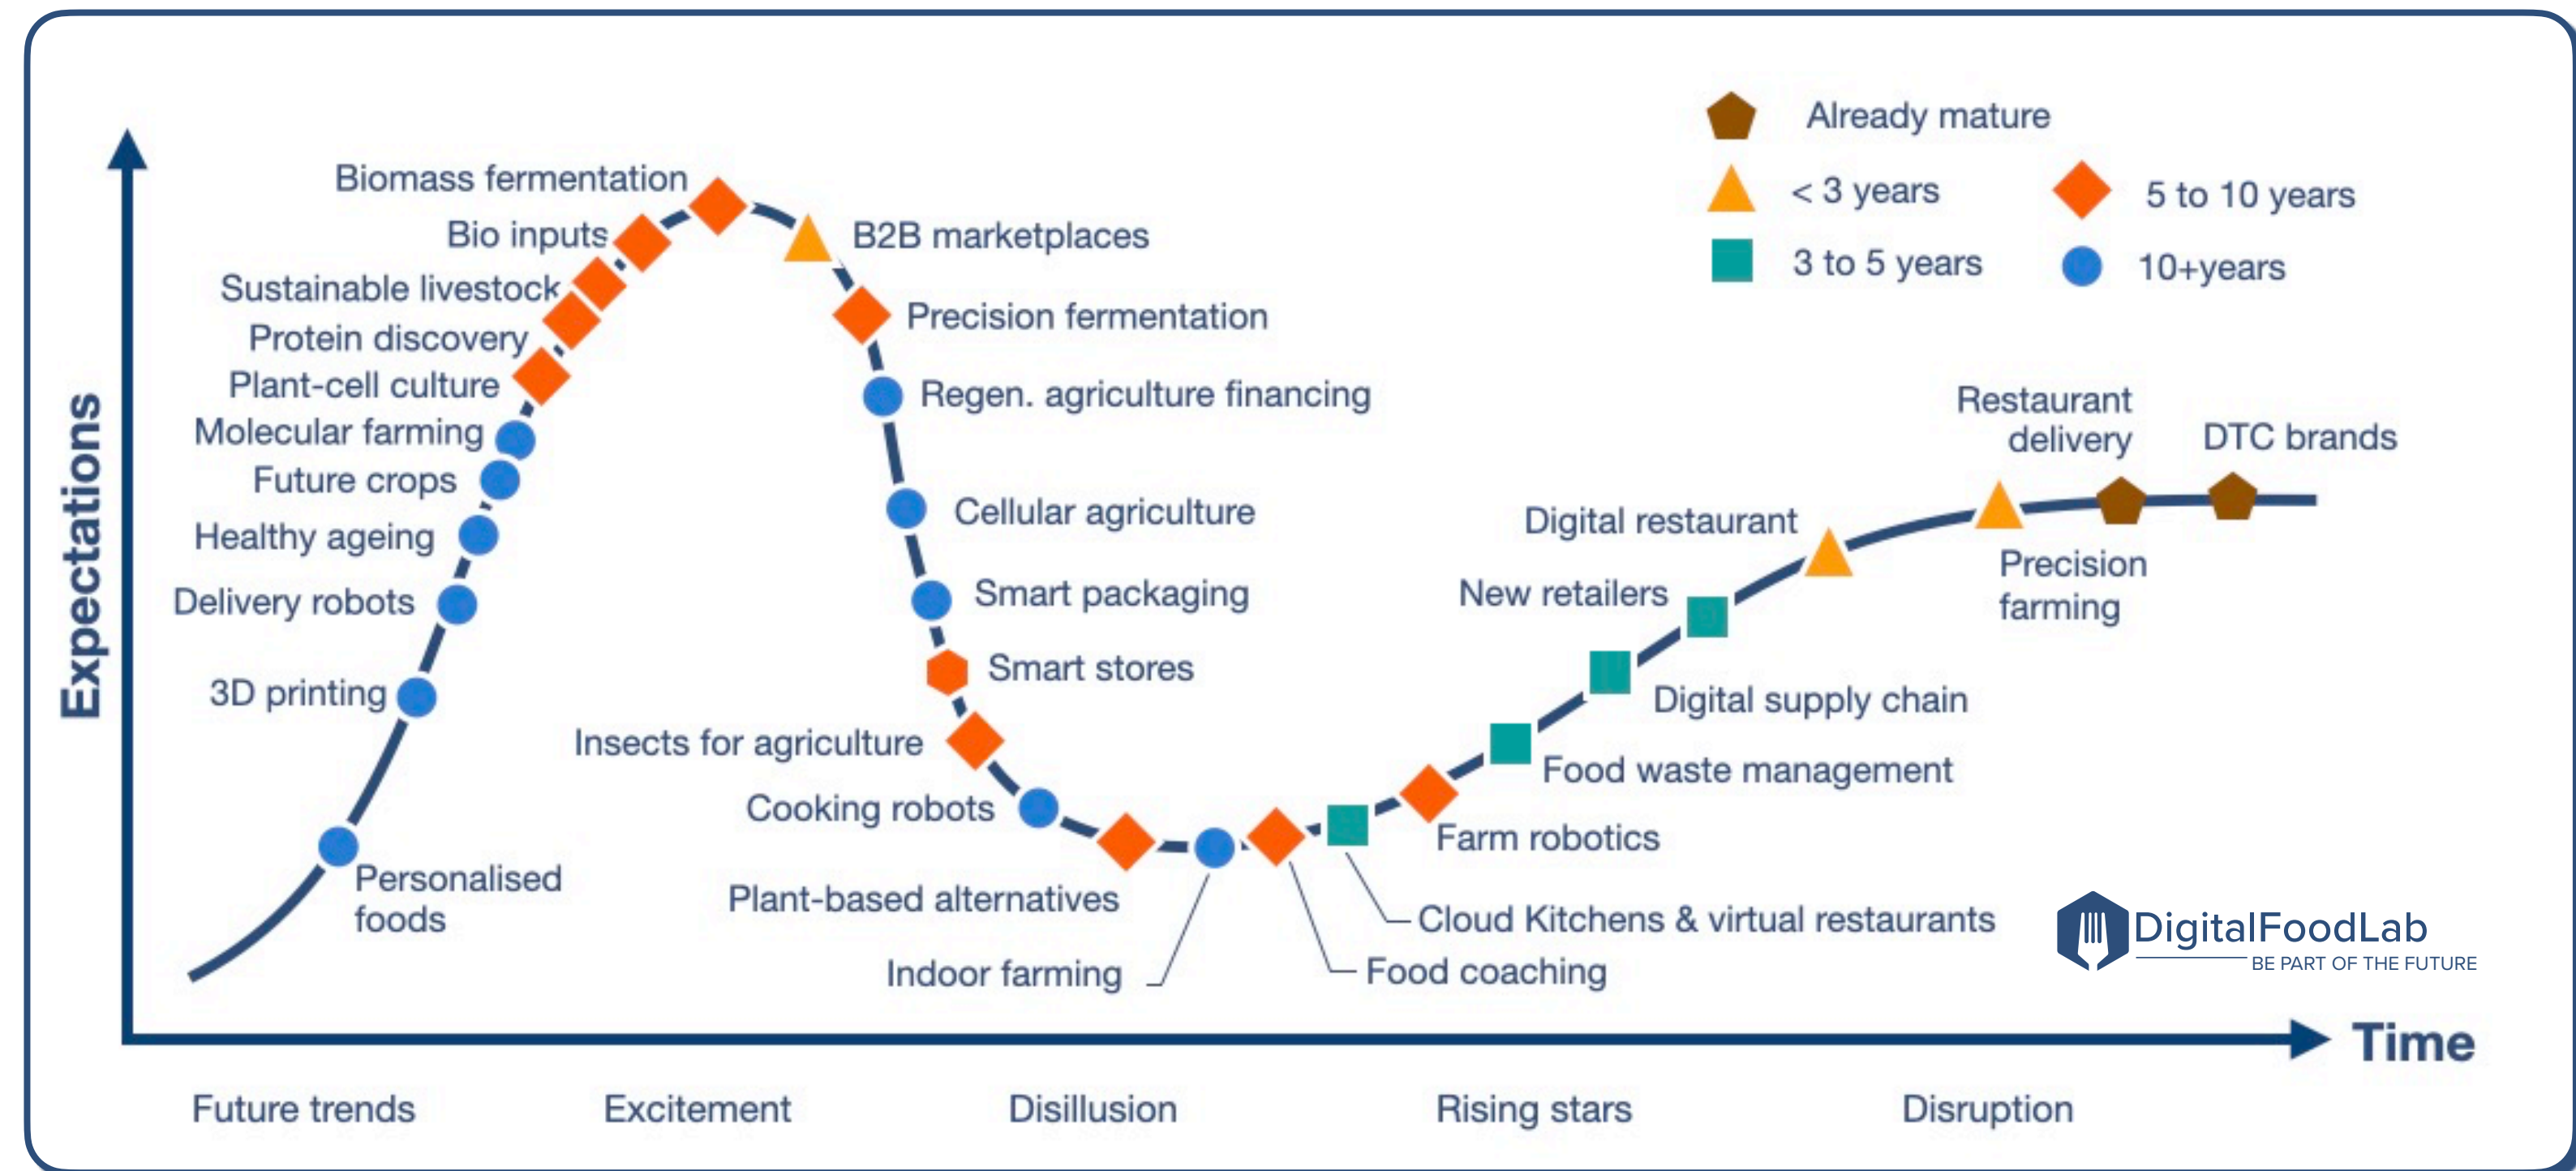 Already mature
< 3 years
5 to 10 years
3 to 5 years
10+years
Expectations
Biomass fermentation
Bio inputs
Sustainable livestock
Protein discovery
Plant-cell culture
Molecular farming
Future crops
Healthy ageing
Delivery robots
3D printing
Personalised
foods
B2B marketplaces
Precision fermentation
Regen. agriculture financing
Cellular agriculture
Smart packaging
Smart stores
Insects for agriculture
Cooking robots
Plant-based alternatives
Indoor farming
Food coaching
Cloud Kitchens & virtual restaurants
Farm robotics
Food waste management
Digital supply chain
New retailers
Digital restaurant
Precision
farming
Restaurant
delivery
DTC brands
DigitalFoodLab
BE PART OF THE FUTURE
Time
Future trends
Excitement
Disillusion
Rising stars
Disruption